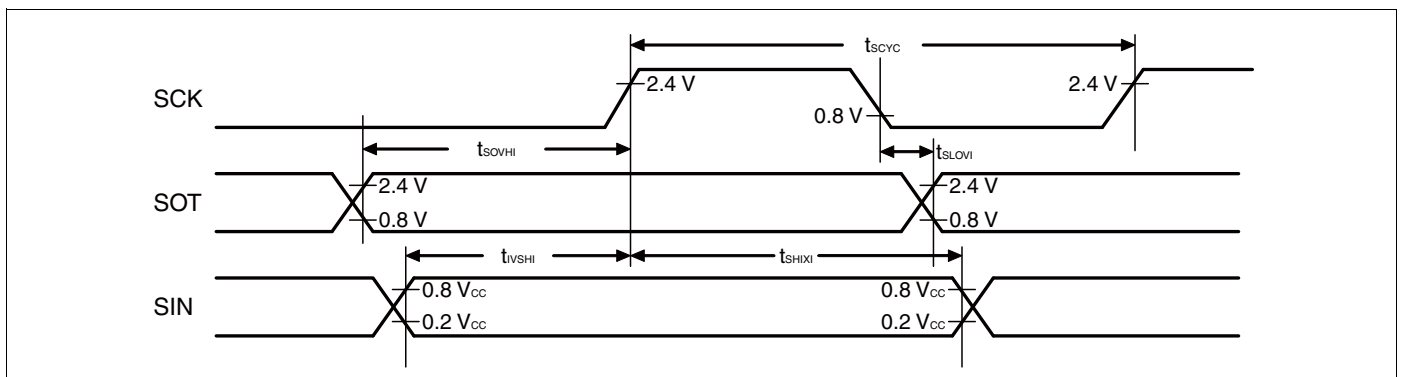 tSCYC
SCK
2.4 V
2.4 V
0.8 V
tSOVHI
tSLOVI
SOT
2.4 V
2.4 V
0.8 V
0.8 V
tIVSHI
tSHIXI
SIN
0.8 VCC
0.8 VCC
0.2 VCC
0.2 VCC